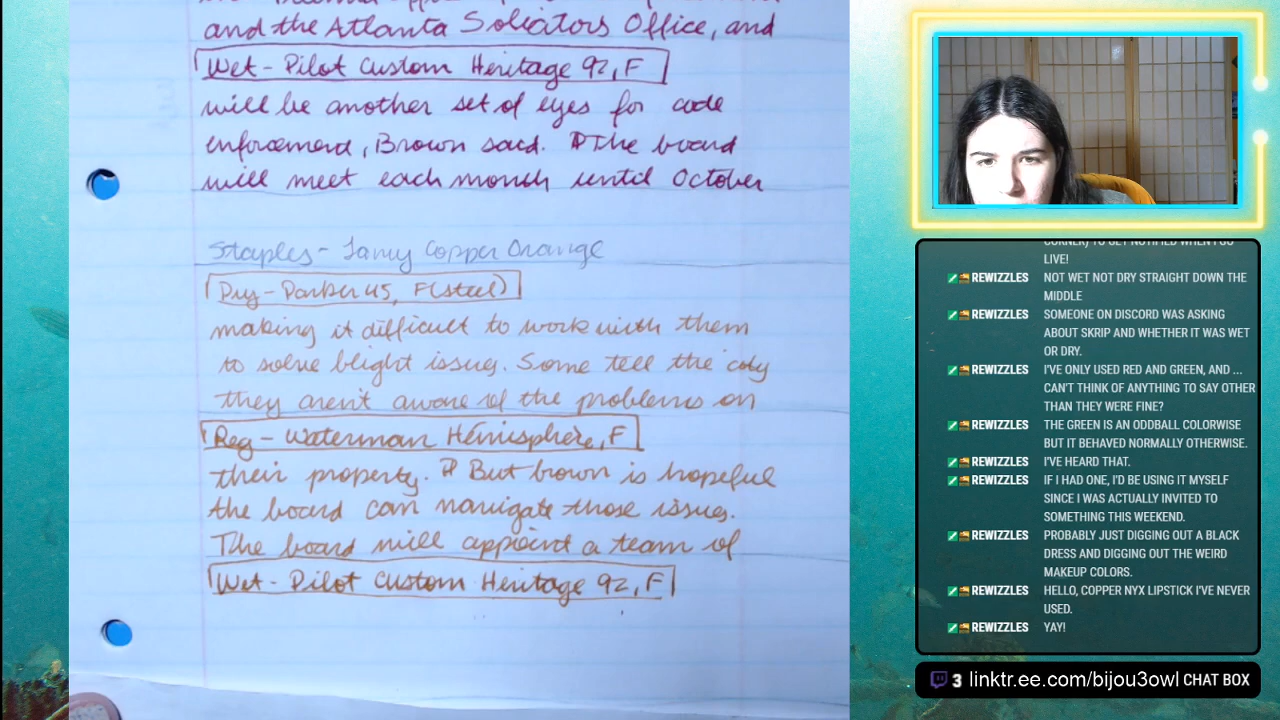 and the Atlanta Solicitors Office, and
Wet - Pilot Custom Heritage 92, F
will be another set of eyes for code
enforcement, Brown said. ¶ The board
will meet each month until October
Staples - Lamy Copper Orange
Dry - Parker 45, F (steel)
making it difficult to work with them
to solve blight issues. Some tell the city
they aren't aware of the problems on
Reg - Waterman Hémisphère, F
their property. ¶ But brown is hopeful
the board can navigate those issues.
The board will appoint a team of
Wet - Pilot Custom Heritage 92, F
CORNER) TO GET NOTIFIED WHEN I GO
LIVE!
REWIZZLES NOT WET NOT DRY STRAIGHT DOWN THE
MIDDLE
REWIZZLES SOMEONE ON DISCORD WAS ASKING
ABOUT SKRIP AND WHETHER IT WAS WET
OR DRY.
REWIZZLES I'VE ONLY USED RED AND GREEN, AND ...
CAN'T THINK OF ANYTHING TO SAY OTHER
THAN THEY WERE FINE?
REWIZZLES THE GREEN IS AN ODDBALL COLORWISE
BUT IT BEHAVED NORMALLY OTHERWISE.
REWIZZLES I'VE HEARD THAT.
REWIZZLES IF I HAD ONE, I'D BE USING IT MYSELF
SINCE I WAS ACTUALLY INVITED TO
SOMETHING THIS WEEKEND.
REWIZZLES PROBABLY JUST DIGGING OUT A BLACK
DRESS AND DIGGING OUT THE WEIRD
MAKEUP COLORS.
REWIZZLES HELLO, COPPER NYX LIPSTICK I'VE NEVER
USED.
REWIZZLES YAY!
3 linktr.ee.com/bijou3owl CHAT BOX